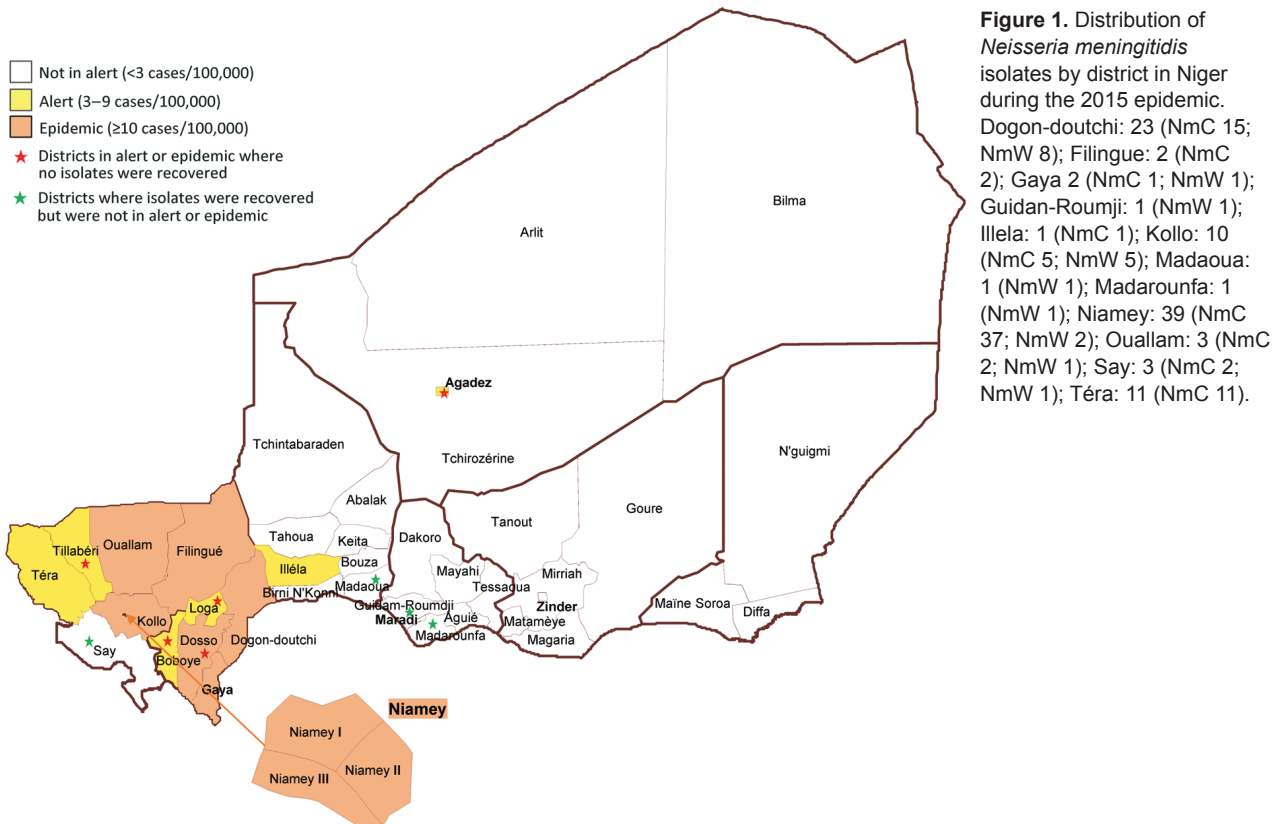 Not in alert (<3 cases/100,000)
Alert (3–9 cases/100,000)
Epidemic (≥10 cases/100,000)
Districts in alert or epidemic where
no isolates were recovered
Districts where isolates were recovered
but were not in alert or epidemic
Bilma
Arlit
Agadez
Tchirozérine
N'guigmi
Tchintabaraden
Abalak
Tanout
Goure
Tahoua
Keita
Dakoro
Tillabéri
Ouallam
Filingué
Téra
Illéla
Bouza
Mayahi
Mirriah
Madaoua
Tessaoua
Birni N'Konni
Guidam-Roumdji
Zinder
Maïne Soroa
Diffa
Loga
Kollo
Maradi
Aguié
Matamèye
Madarounfa
Magaria
Dosso
Dogon-doutchi
Say
Boboye
Gaya
Niamey
Niamey I
Niamey II
Niamey III
Figure 1. Distribution of
Neisseria meningitidis
isolates by district in Niger
during the 2015 epidemic.
Dogon-doutchi: 23 (NmC 15;
NmW 8); Filingue: 2 (NmC
2); Gaya 2 (NmC 1; NmW 1);
Guidan-Roumji: 1 (NmW 1);
Illela: 1 (NmC 1); Kollo: 10
(NmC 5; NmW 5); Madaoua:
1 (NmW 1); Madarounfa: 1
(NmW 1); Niamey: 39 (NmC
37; NmW 2); Ouallam: 3 (NmC
2; NmW 1); Say: 3 (NmC 2;
NmW 1); Téra: 11 (NmC 11).